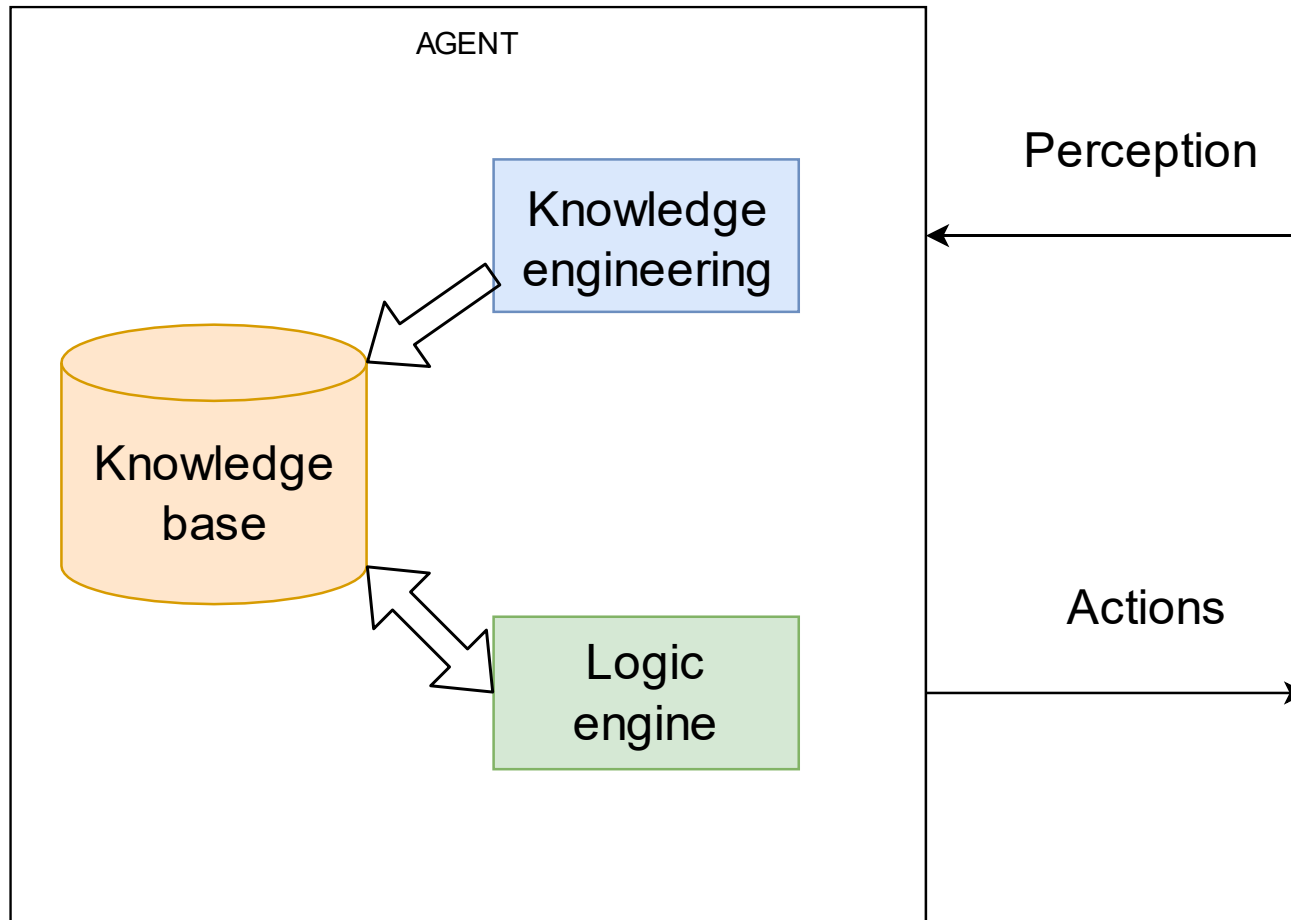 AGENT
Perception
Knowledge
engineering
Knowledge
base
Actions
Logic
engine